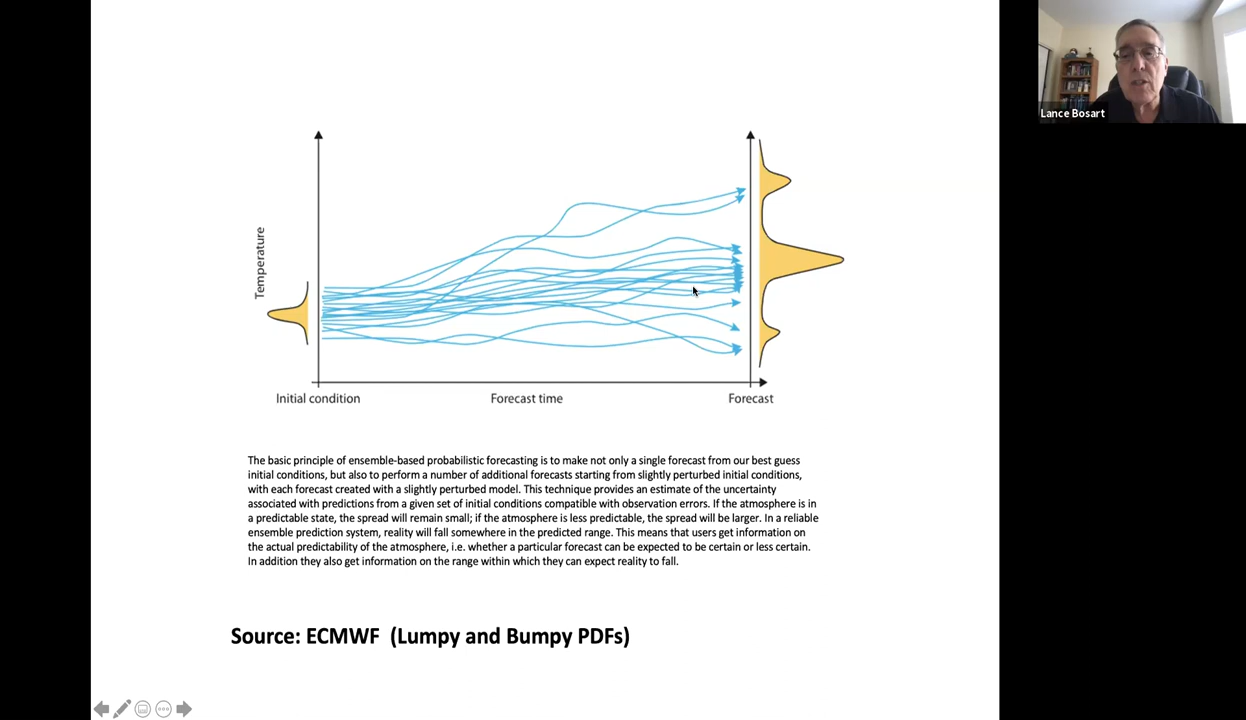 Lance Bosart
Temperature
Initial condition
Forecast time
Forecast
The basic principle of ensemble-based probabilistic forecasting is to make not only a single forecast from our best guess
initial conditions, but also to perform a number of additional forecasts starting from slightly perturbed initial conditions,
with each forecast created with a slightly perturbed model. This technique provides an estimate of the uncertainty
associated with predictions from a given set of initial conditions compatible with observation errors. If the atmosphere is in
a predictable state, the spread will remain small; if the atmosphere is less predictable, the spread will be larger. In a reliable
ensemble prediction system, reality will fall somewhere in the predicted range. This means that users get information on
the actual predictability of the atmosphere, i.e. whether a particular forecast can be expected to be certain or less certain.
In addition they also get information on the range within which they can expect reality to fall.
Source: ECMWF (Lumpy and Bumpy PDFs)